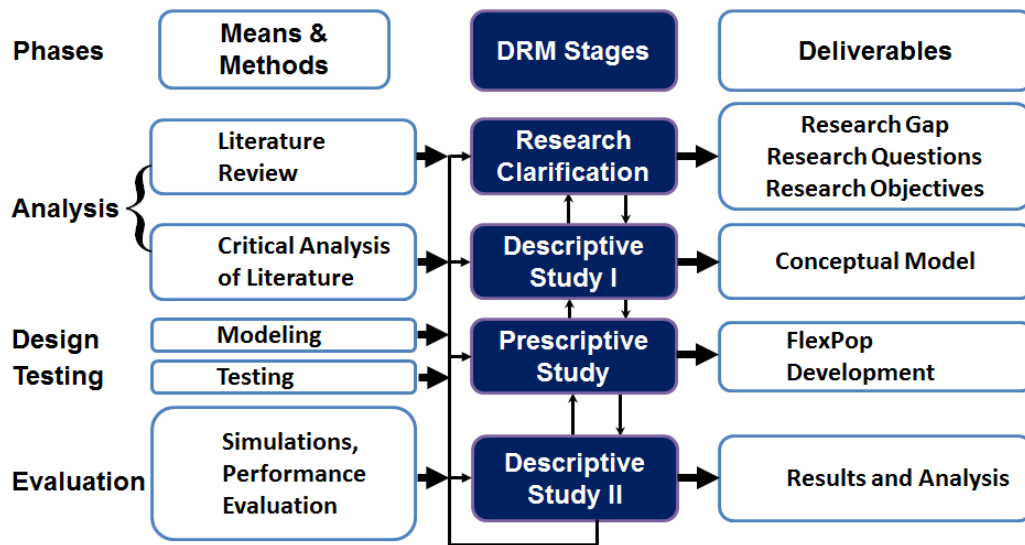 Phases
Means &
Methods
DRM Stages
Deliverables
Analysis
Literature
Review
Research
Clarification
Research Gap
Research Questions
Research Objectives
Critical Analysis
of Literature
Descriptive
Study I
Conceptual Model
Design
Modeling
Testing
Testing
Prescriptive
Study
FlexPop
Development
Evaluation
Simulations,
Performance
Evaluation
Descriptive
Study II
Results and Analysis